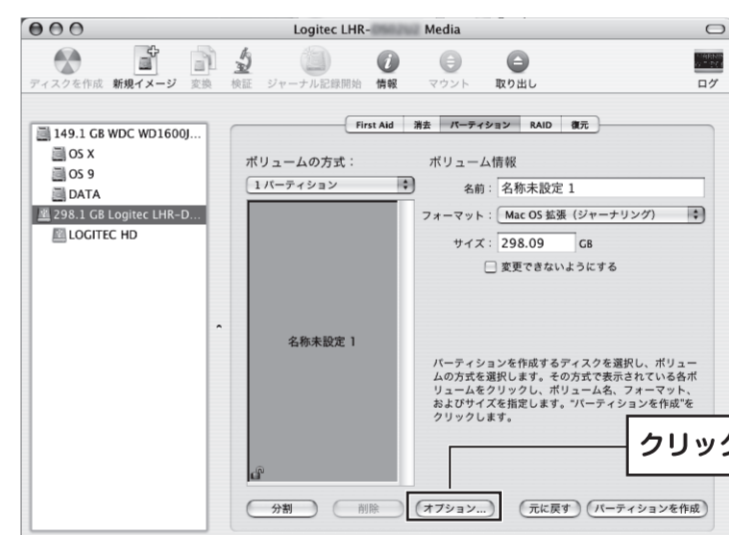 Logitec LHR- Media
ディスクを作成 新規イメージ 変換 検証 ジャーナル記録開始 情報 マウント 取り出し ログ
First Aid 消去 パーティション RAID 復元
149.1 GB WDC WD1600J...
OS X
OS 9
DATA
298.1 GB Logitec LHR-D...
LOGITEC HD
ボリュームの方式：
1パーティション
名称未設定 1
ボリューム情報
名前： 名称未設定 1
フォーマット： Mac OS 拡張（ジャーナリング）
サイズ： 298.09 GB
変更できないようにする
パーティションを作成するディスクを選択し、ボリュー
ムの方式を選択します。その方式で表示されている各ボ
リュームをクリックし、ボリューム名、フォーマット、
およびサイズを指定します。"パーティションを作成"を
クリックします。
クリック
分割 削除 オプション... 元に戻す パーティションを作成